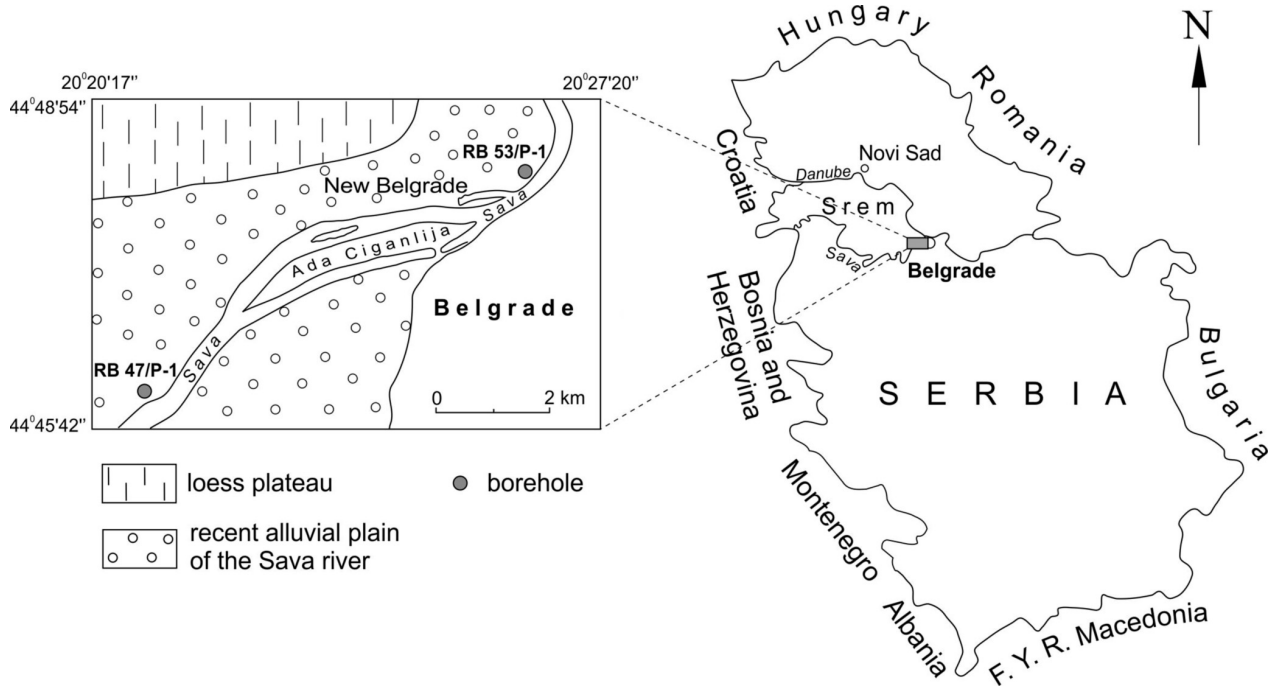 20⁰20'17''
20⁰27'20''
44⁰48'54''
RB 53/P-1
New Belgrade
Sava
Ada Ciganlija
Belgrade
RB 47/P-1
Sava
0
2 km
44⁰45'42''
loess plateau
borehole
recent alluvial plain
of the Sava river
Hungary
N
Romania
Croatia
Novi Sad
Danube
Srem
Sava
Belgrade
Bosnia and
Herzegovina
SERBIA
Bulgaria
Montenegro
Albania
F. Y. R. Macedonia